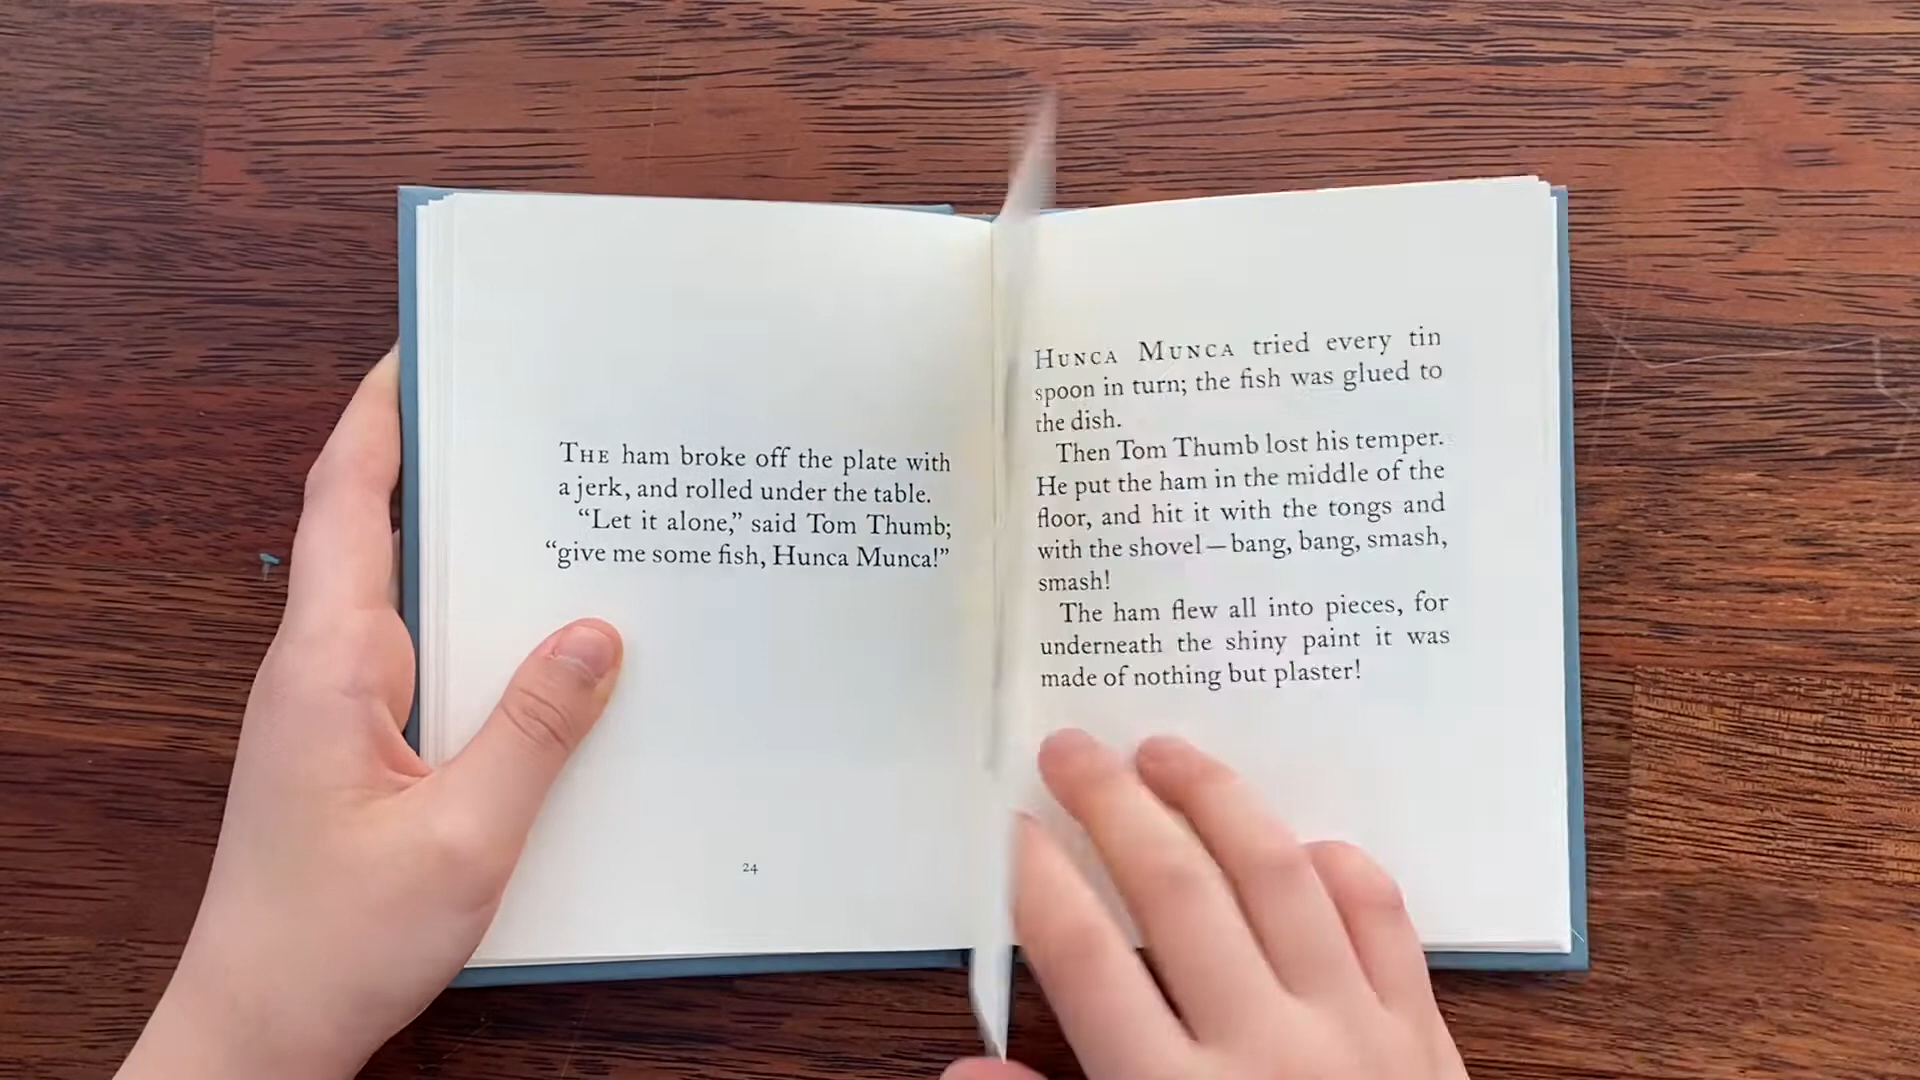 THE ham broke off the plate with
a jerk, and rolled under the table.
“Let it alone,” said Tom Thumb;
“give me some fish, Hunca Munca!”
24
HUNCA MUNCA tried every tin
spoon in turn; the fish was glued to
the dish.
Then Tom Thumb lost his temper.
He put the ham in the middle of the
floor, and hit it with the tongs and
with the shovel—bang, bang, smash,
smash!
The ham flew all into pieces, for
underneath the shiny paint it was
made of nothing but plaster!